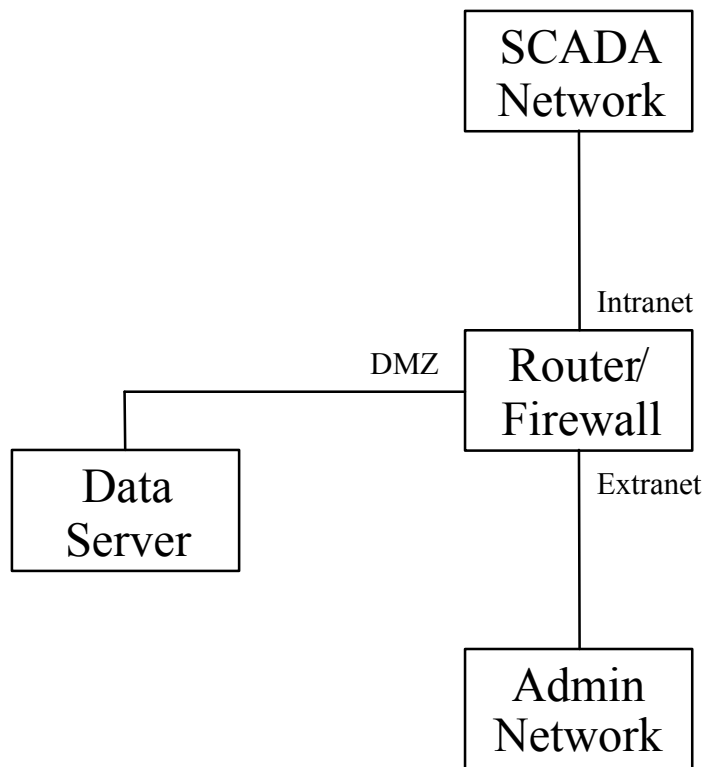 SCADA
Network
Intranet
DMZ
Router/
Firewall
Extranet
Data
Server
Admin
Network